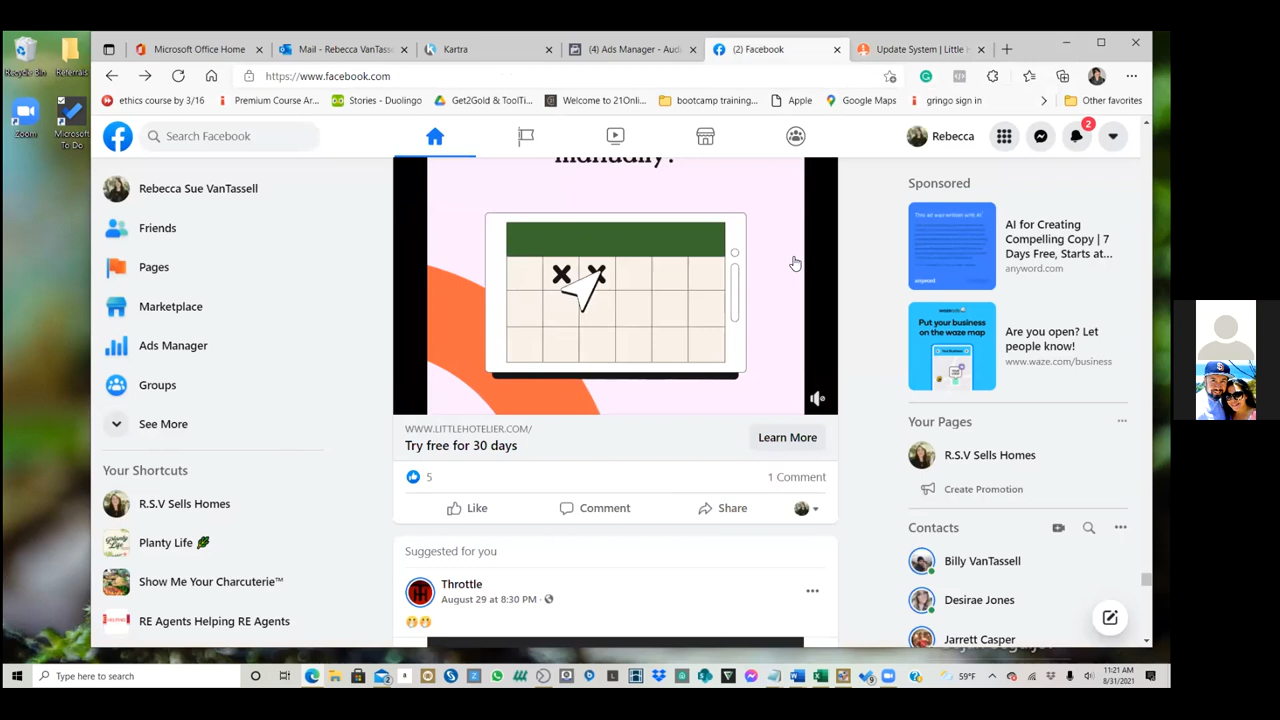 Recycle Bin
Referrals
Zoom
Microsoft
To Do
Microsoft Office Home
Mail - Rebecca VanTass
Kartra
(4) Ads Manager - Audi
(2) Facebook
Update System | Little H
https://www.facebook.com
ethics course by 3/16
Premium Course Ar...
Stories - Duolingo
Get2Gold & ToolTi...
Welcome to 21Onli...
bootcamp training...
Apple
Google Maps
gringo sign in
Other favorites
Search Facebook
Rebecca
2
Rebecca Sue VanTassell
Friends
Pages
Marketplace
Ads Manager
Groups
See More
Your Shortcuts
R.S.V Sells Homes
Planty Life
Show Me Your Charcuterie™
RE Agents Helping RE Agents
manually?
WWW.LITTLEHOTELIER.COM/
Try free for 30 days
Learn More
5
1 Comment
Like
Comment
Share
Suggested for you
Throttle
August 29 at 8:30 PM
Sponsored
AI for Creating
Compelling Copy | 7
Days Free, Starts at...
anyword.com
Put your business
on the waze map
Are you open? Let
people know!
www.waze.com/business
Your Pages
R.S.V Sells Homes
Create Promotion
Contacts
Billy VanTassell
Desirae Jones
Jarrett Casper
Type here to search
59°F
11:21 AM
8/31/2021